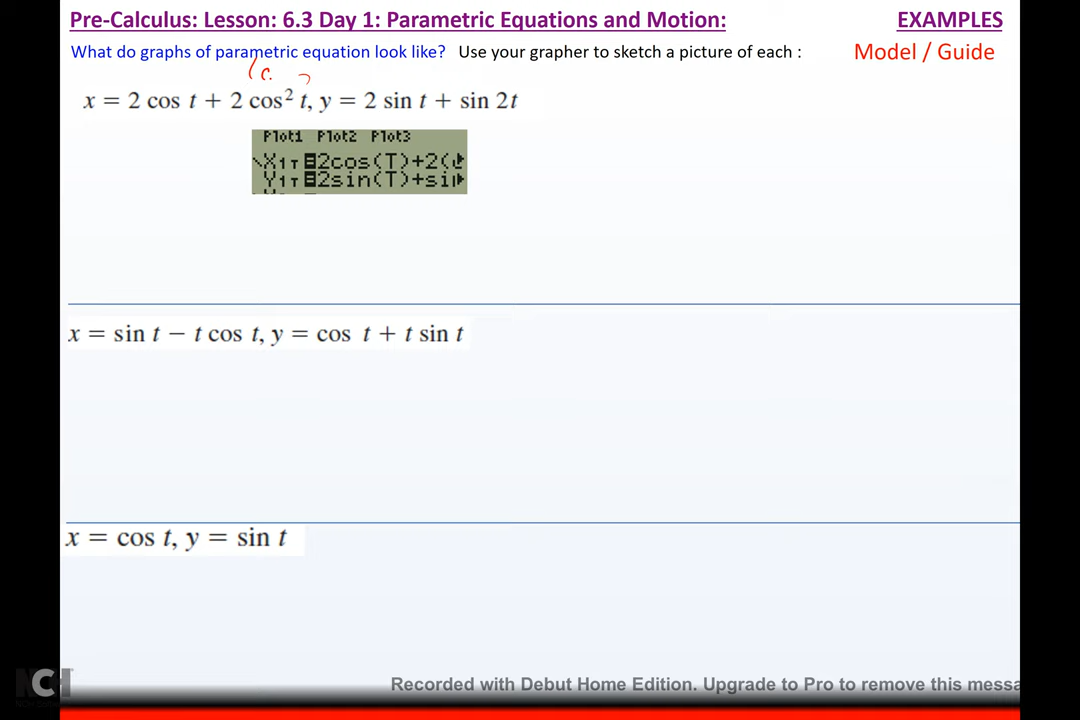 Pre-Calculus: Lesson: 6.3 Day 1: Parametric Equations and Motion: EXAMPLES
What do graphs of parametric equation look like? Use your grapher to sketch a picture of each : Model / Guide
x = 2 cos t + 2 cos² t, y = 2 sin t + sin 2t
Plot1 Plot2 Plot3
X1T=2cos(T)+2(
Y1T=2sin(T)+si
x = sin t − t cos t, y = cos t + t sin t
x = cos t, y = sin t
Recorded with Debut Home Edition. Upgrade to Pro to remove this messa